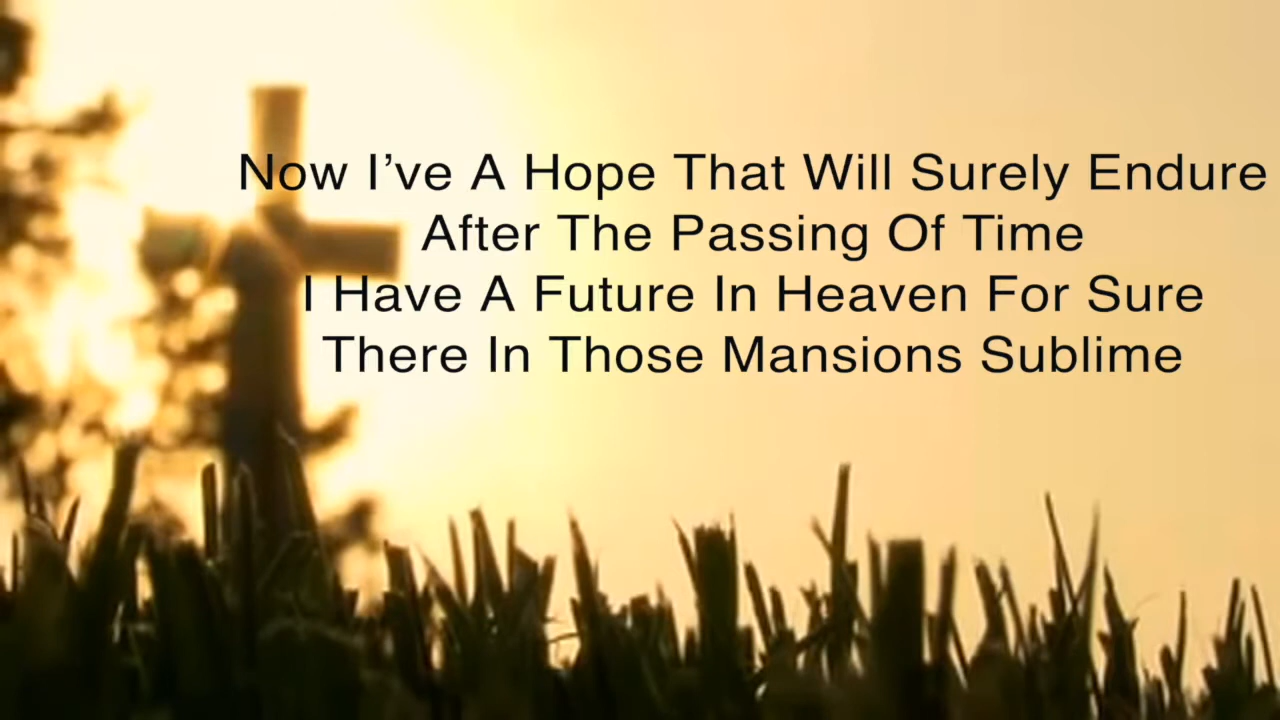 Now I’ve A Hope That Will Surely Endure
After The Passing Of Time
I Have A Future In Heaven For Sure
There In Those Mansions Sublime